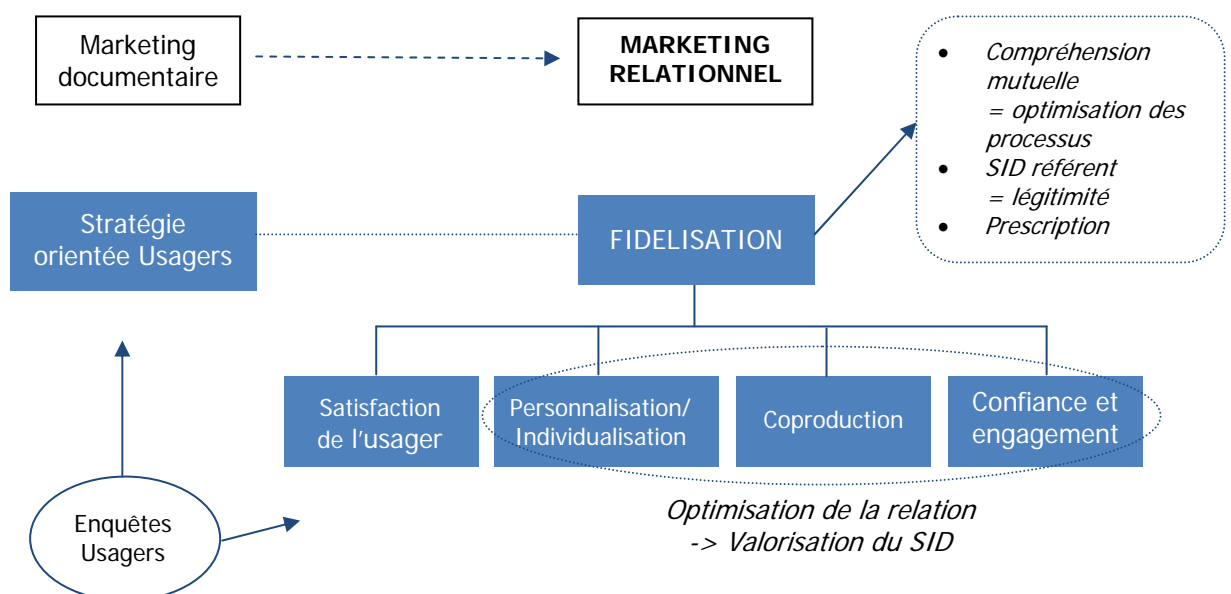 Marketing
documentaire
MARKETING
RELATIONNEL
• Compréhension
mutuelle
= optimisation des
processus
• SID référent
= légitimité
• Prescription
Stratégie
orientée Usagers
FIDELISATION
Satisfaction
de l'usager
Personnalisation/
Individualisation
Coproduction
Confiance et
engagement
Enquêtes
Usagers
Optimisation de la relation
-> Valorisation du SID